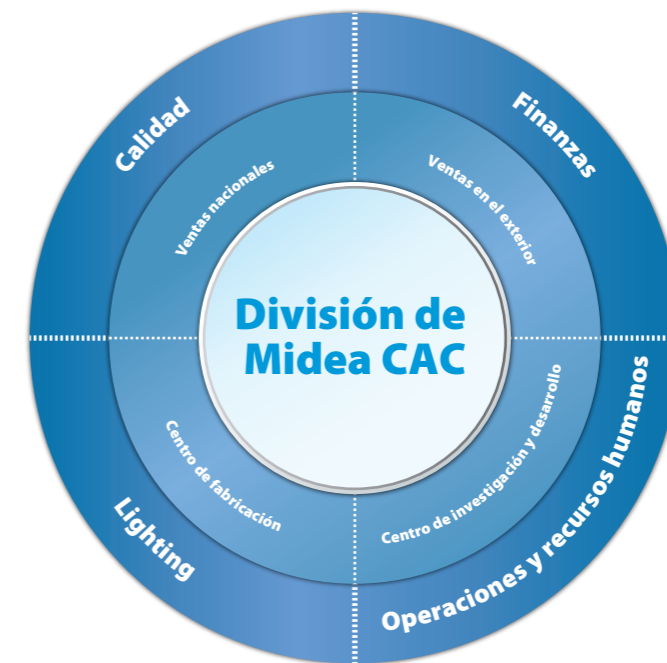 Calidad
Finanzas
Ventas nacionales
Ventas en el exterior
División de
Midea CAC
Centro de fabricación
Centro de investigación y desarrollo
Lighting
Operaciones y recursos humanos